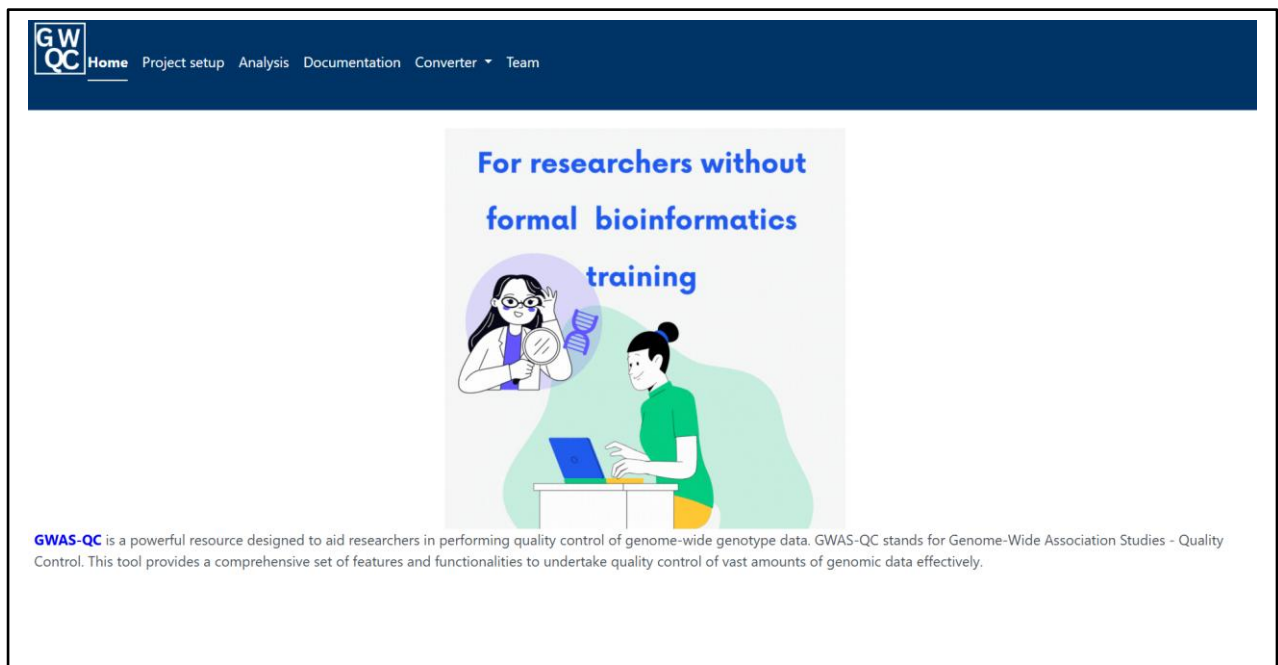 G W
QC
Home Project setup Analysis Documentation Converter Team
For researchers without
formal bioinformatics
training
GWAS-QC is a powerful resource designed to aid researchers in performing quality control of genome-wide genotype data. GWAS-QC stands for Genome-Wide Association Studies - Quality
Control. This tool provides a comprehensive set of features and functionalities to undertake quality control of vast amounts of genomic data effectively.